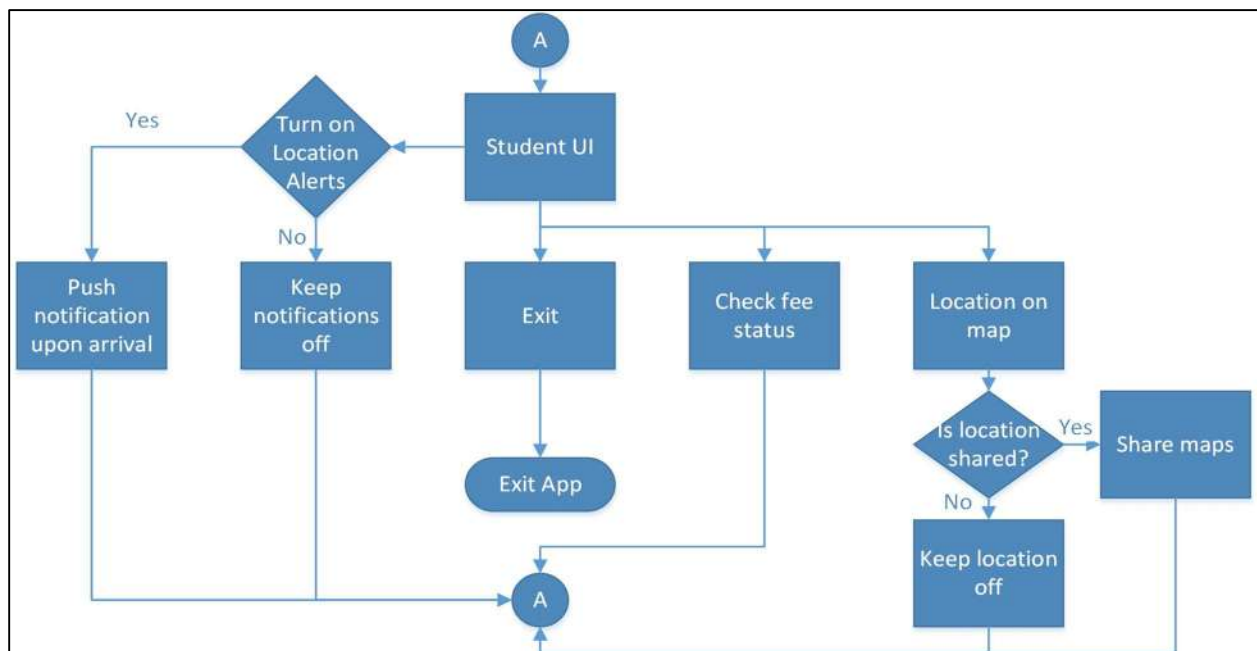 A
Student UI
Turn on
Location
Alerts
Yes
No
Push
notification
upon arrival
Keep
notifications
off
Exit
Check fee
status
Location on
map
Is location
shared?
Yes
Share maps
No
Exit App
Keep location
off
A